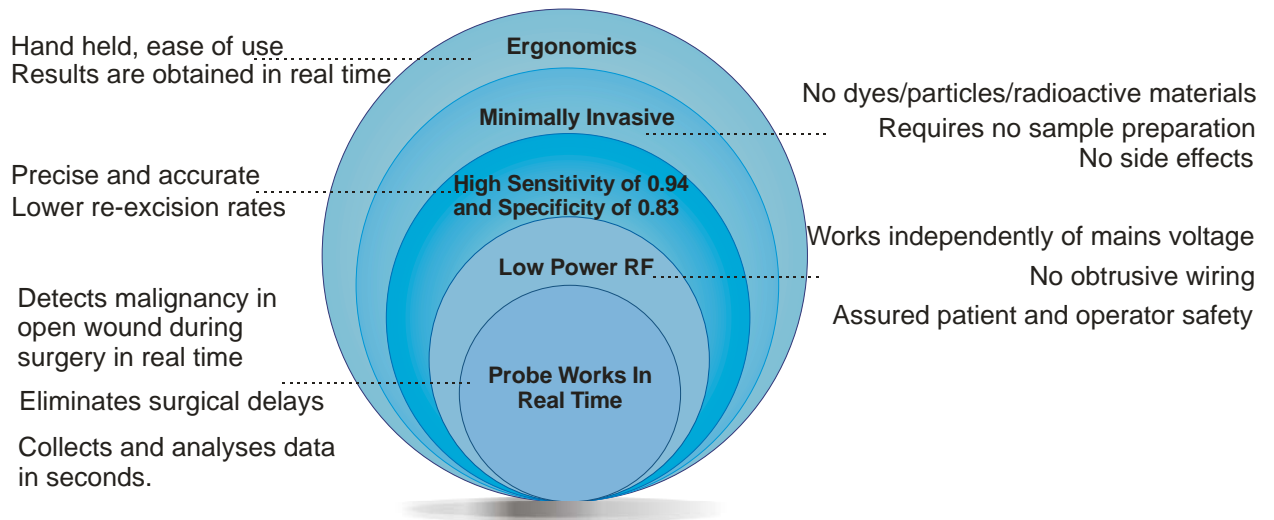 Hand held, ease of use
Results are obtained in real time
Ergonomics
Minimally Invasive
No dyes/particles/radioactive materials
Requires no sample preparation
No side effects
Precise and accurate
Lower re-excision rates
High Sensitivity of 0.94
and Specificity of 0.83
Low Power RF
Works independently of mains voltage
No obtrusive wiring
Assured patient and operator safety
Detects malignancy in
open wound during
surgery in real time
Eliminates surgical delays
Collects and analyses data
in seconds.
Probe Works In
Real Time